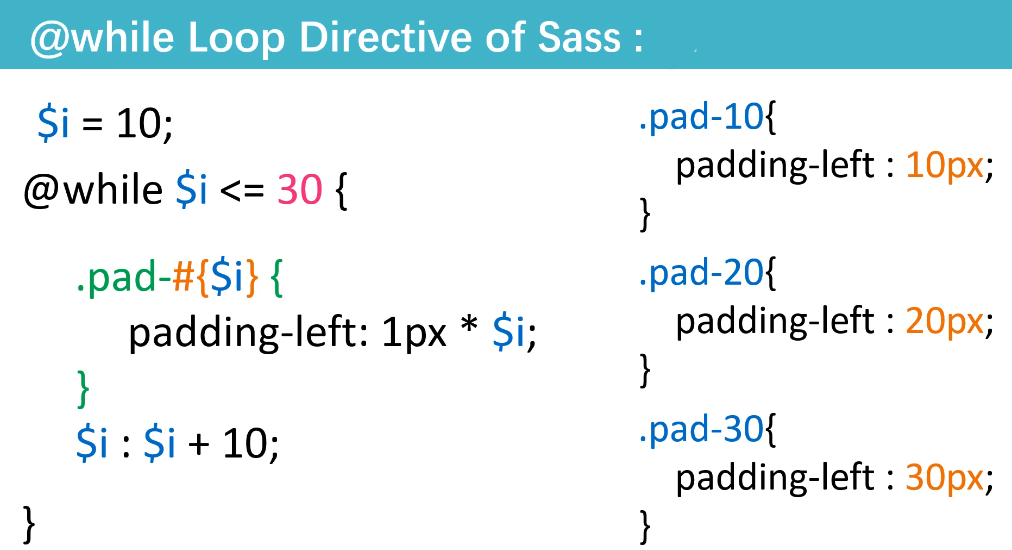 @while Loop Directive of Sass :
$i = 10;
@while $i <= 30 {
.pad-#{$i} {
padding-left: 1px * $i;
}
$i : $i + 10;
}
.pad-10{
padding-left : 10px;
}
.pad-20{
padding-left : 20px;
}
.pad-30{
padding-left : 30px;
}